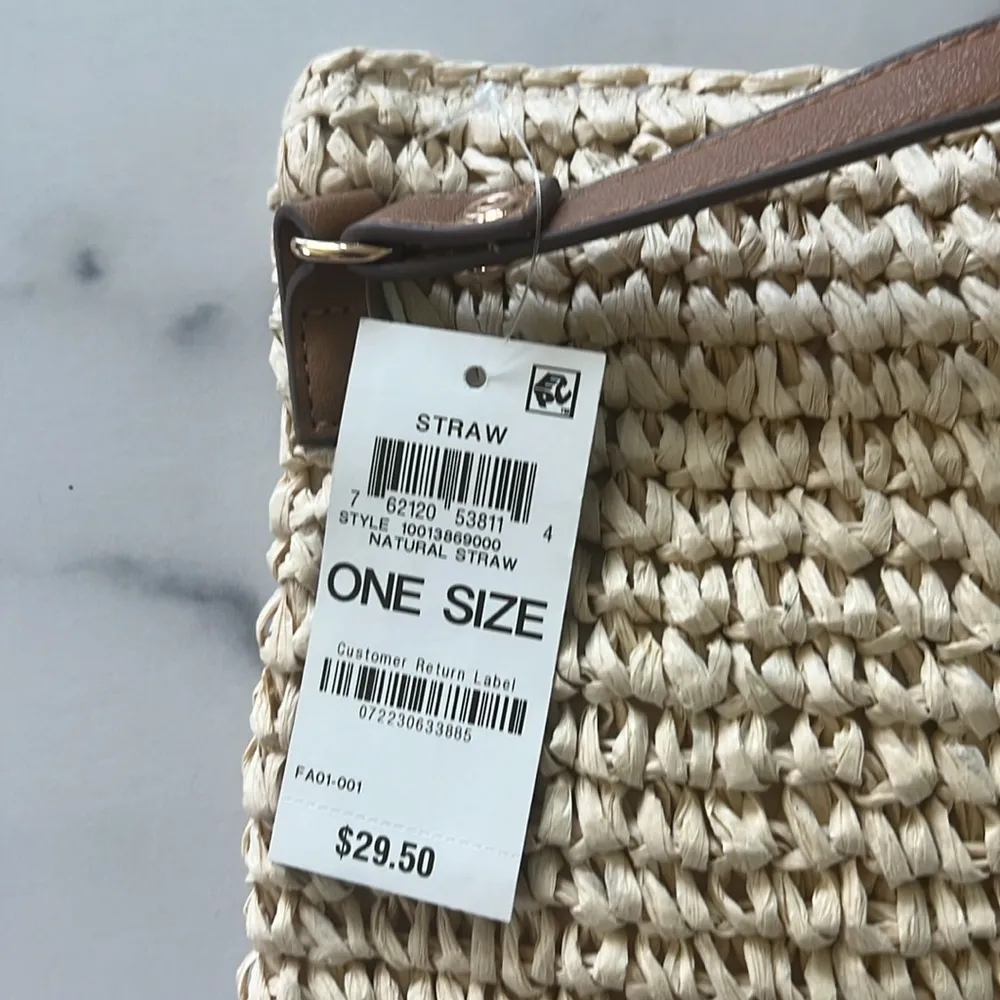 STRAW
7 62120 53811 4
STYLE 10013869000
NATURAL STRAW
ONE SIZE
Customer Return Label
072230633885
FA01-001
$29.50